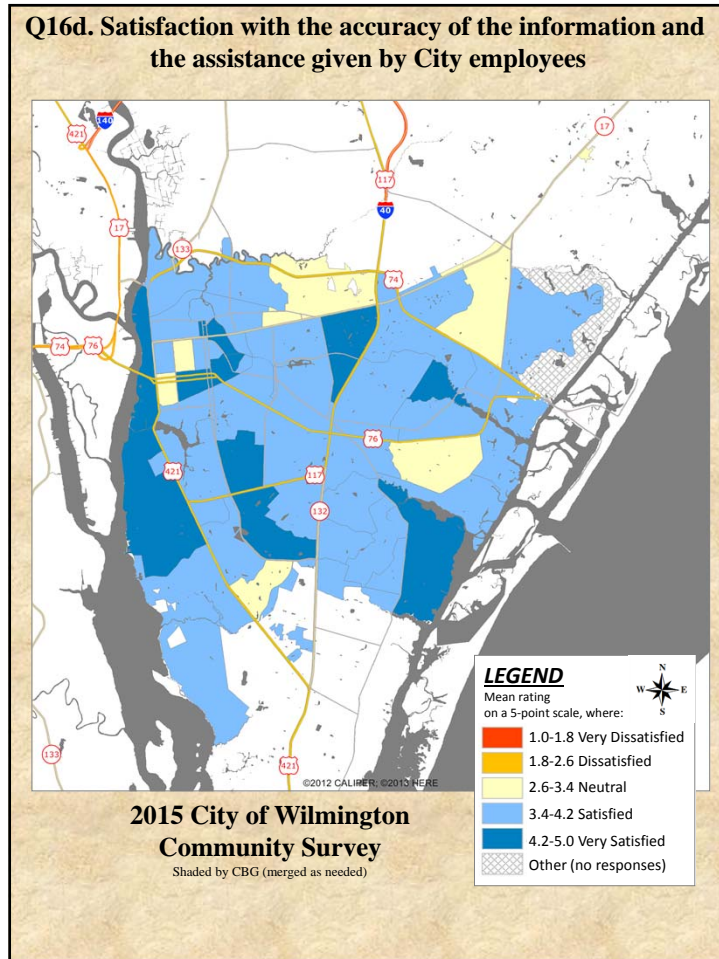 Q16d. Satisfaction with the accuracy of the information and
the assistance given by City employees
140
421
17
117
40
17
133
74
74
76
76
421
117
132
133
421
LEGEND
Mean rating
on a 5-point scale, where:
N
W E
S
1.0-1.8 Very Dissatisfied
1.8-2.6 Dissatisfied
2.6-3.4 Neutral
3.4-4.2 Satisfied
4.2-5.0 Very Satisfied
Other (no responses)
©2012 CALIPER; ©2013 HERE
2015 City of Wilmington
Community Survey
Shaded by CBG (merged as needed)